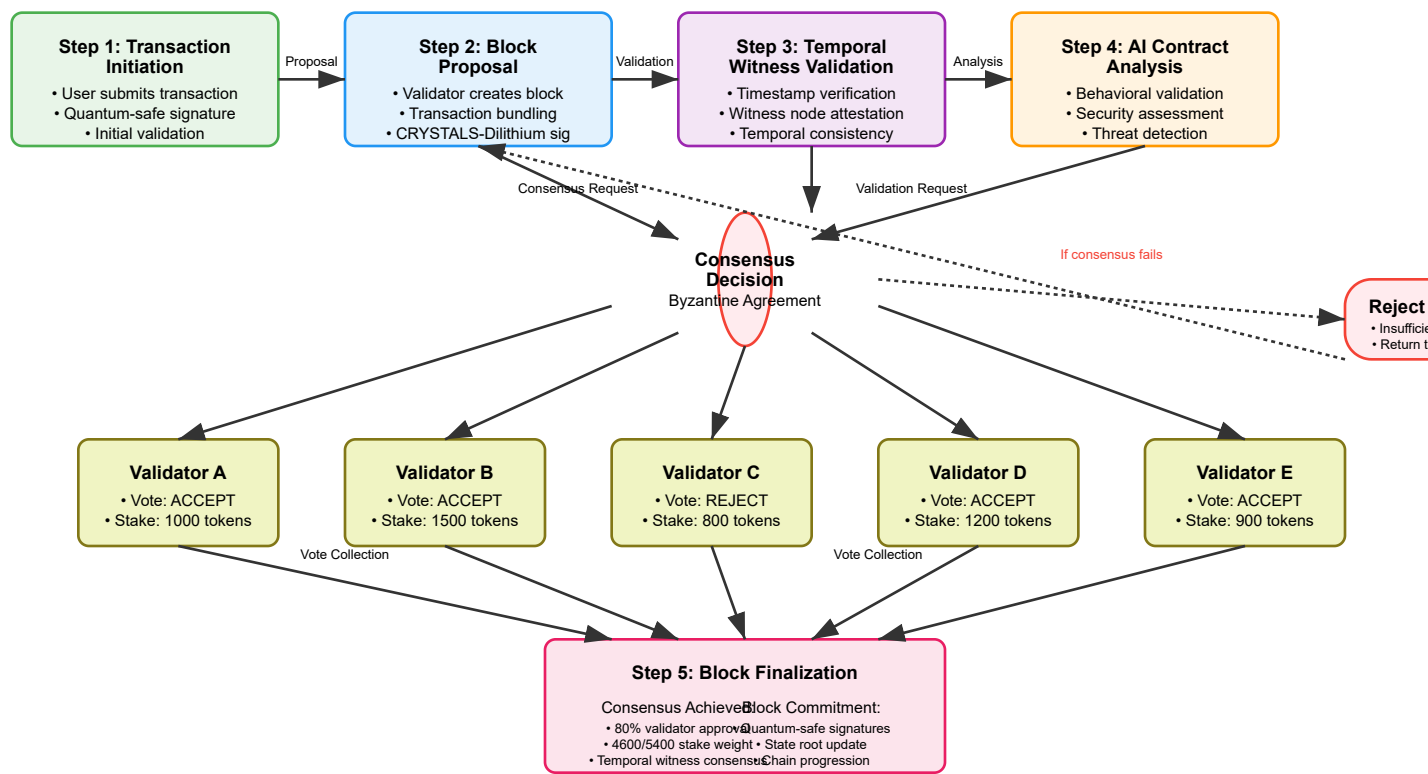 Step 1: Transaction
Initiation
• User submits transaction
• Quantum-safe signature
• Initial validation
Proposal
Step 2: Block
Proposal
• Validator creates block
• Transaction bundling
• CRYSTALS-Dilithium sig
Validation
Step 3: Temporal
Witness Validation
• Timestamp verification
• Witness node attestation
• Temporal consistency
Analysis
Step 4: AI Contract
Analysis
• Behavioral validation
• Security assessment
• Threat detection
Consensus Request
Validation Request
Consensus
Decision
Byzantine Agreement
If consensus fails
Reject
• Insufficie
• Return t
Validator A
• Vote: ACCEPT
• Stake: 1000 tokens
Validator B
• Vote: ACCEPT
• Stake: 1500 tokens
Validator C
• Vote: REJECT
• Stake: 800 tokens
Validator D
• Vote: ACCEPT
• Stake: 1200 tokens
Validator E
• Vote: ACCEPT
• Stake: 900 tokens
Vote Collection
Vote Collection
Step 5: Block Finalization
Consensus Achieved:
• 80% validator approval
• 4600/5400 stake weight
• Temporal witness consensus
Block Commitment:
• Quantum-safe signatures
• State root update
• Chain progression